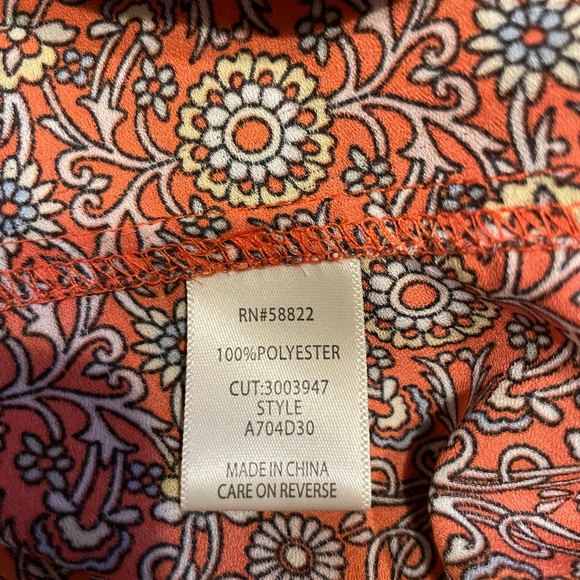 RN#58822
100%POLYESTER
CUT:3003947
STYLE
A704D30
MADE IN CHINA
CARE ON REVERSE